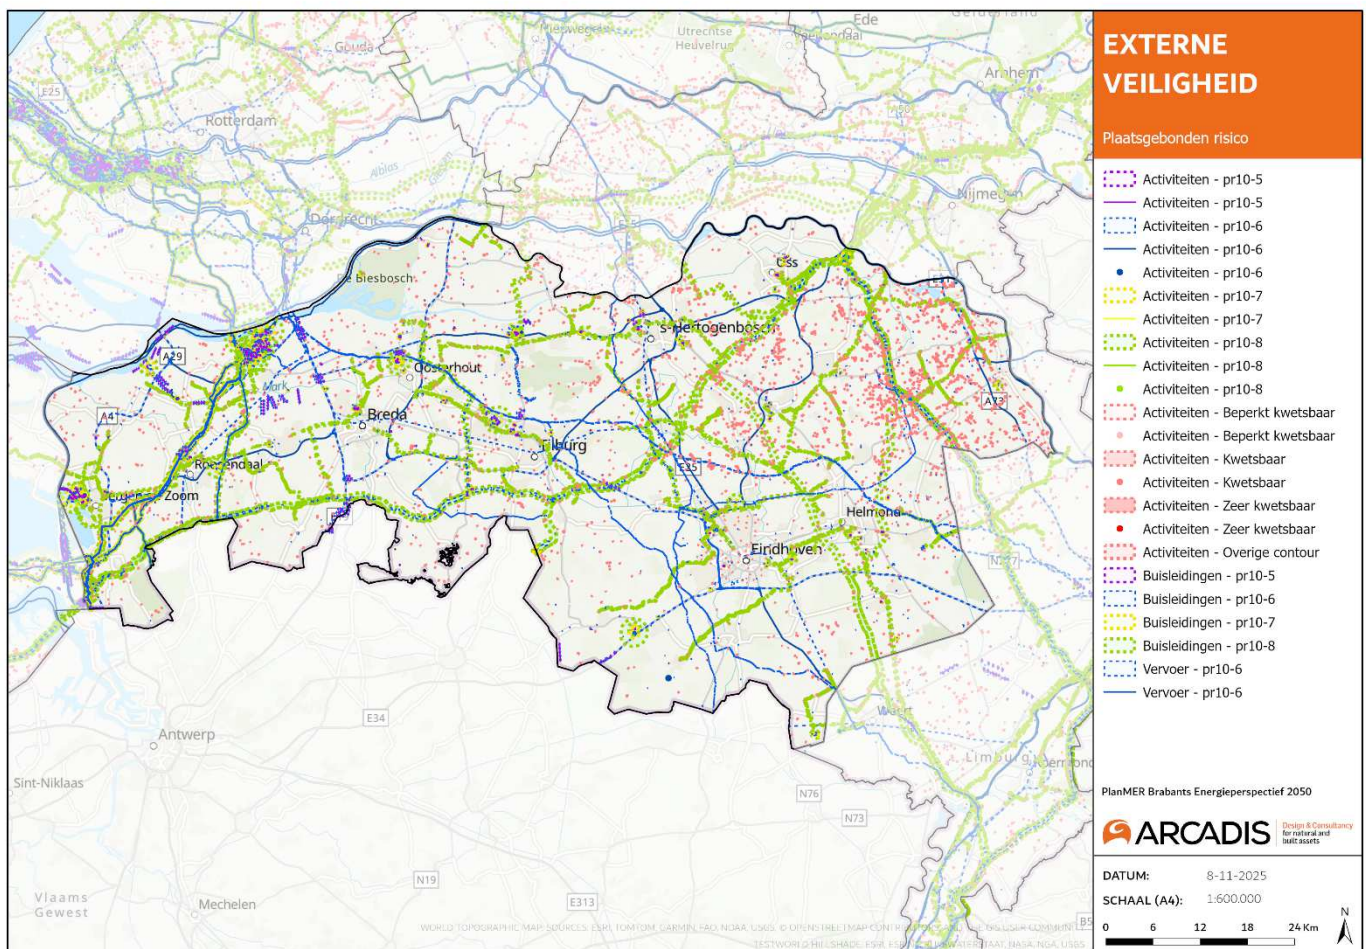 EXTERNE
VEILIGHEID
Plaatsgebonden risico
Activiteiten - pr10-5
Activiteiten - pr10-5
Activiteiten - pr10-6
Activiteiten - pr10-6
Activiteiten - pr10-6
Activiteiten - pr10-7
Activiteiten - pr10-7
Activiteiten - pr10-8
Activiteiten - pr10-8
Activiteiten - pr10-8
Activiteiten - Beperkt kwetsbaar
Activiteiten - Beperkt kwetsbaar
Activiteiten - Kwetsbaar
Activiteiten - Kwetsbaar
Activiteiten - Zeer kwetsbaar
Activiteiten - Zeer kwetsbaar
Activiteiten - Overige contour
Buisleidingen - pr10-5
Buisleidingen - pr10-6
Buisleidingen - pr10-7
Buisleidingen - pr10-8
Vervoer - pr10-6
Vervoer - pr10-6
PlanMER Brabants Energieperspectief 2050
ARCADIS
Design & Consultancy
for natural and
built assets
DATUM: 8-11-2025
SCHAAL (A4): 1:600.000
0 6 12 18 24 Km
N
Ede
Utrechtse
Heuvelrug
Gouda
Arnhem
E25
Rotterdam
Nijmegen
Dordrecht
Oss
Biesbosch
's-Hertogenbosch
A29
Oosterhout
Mark
A73
A4
Breda
Tilburg
Roosendaal
E25
Zoom
Helmond
Eindhoven
Limburg
E34
Antwerp
Sint-Niklaas
N76
N73
N19
E313
Vlaams
Gewest
Mechelen